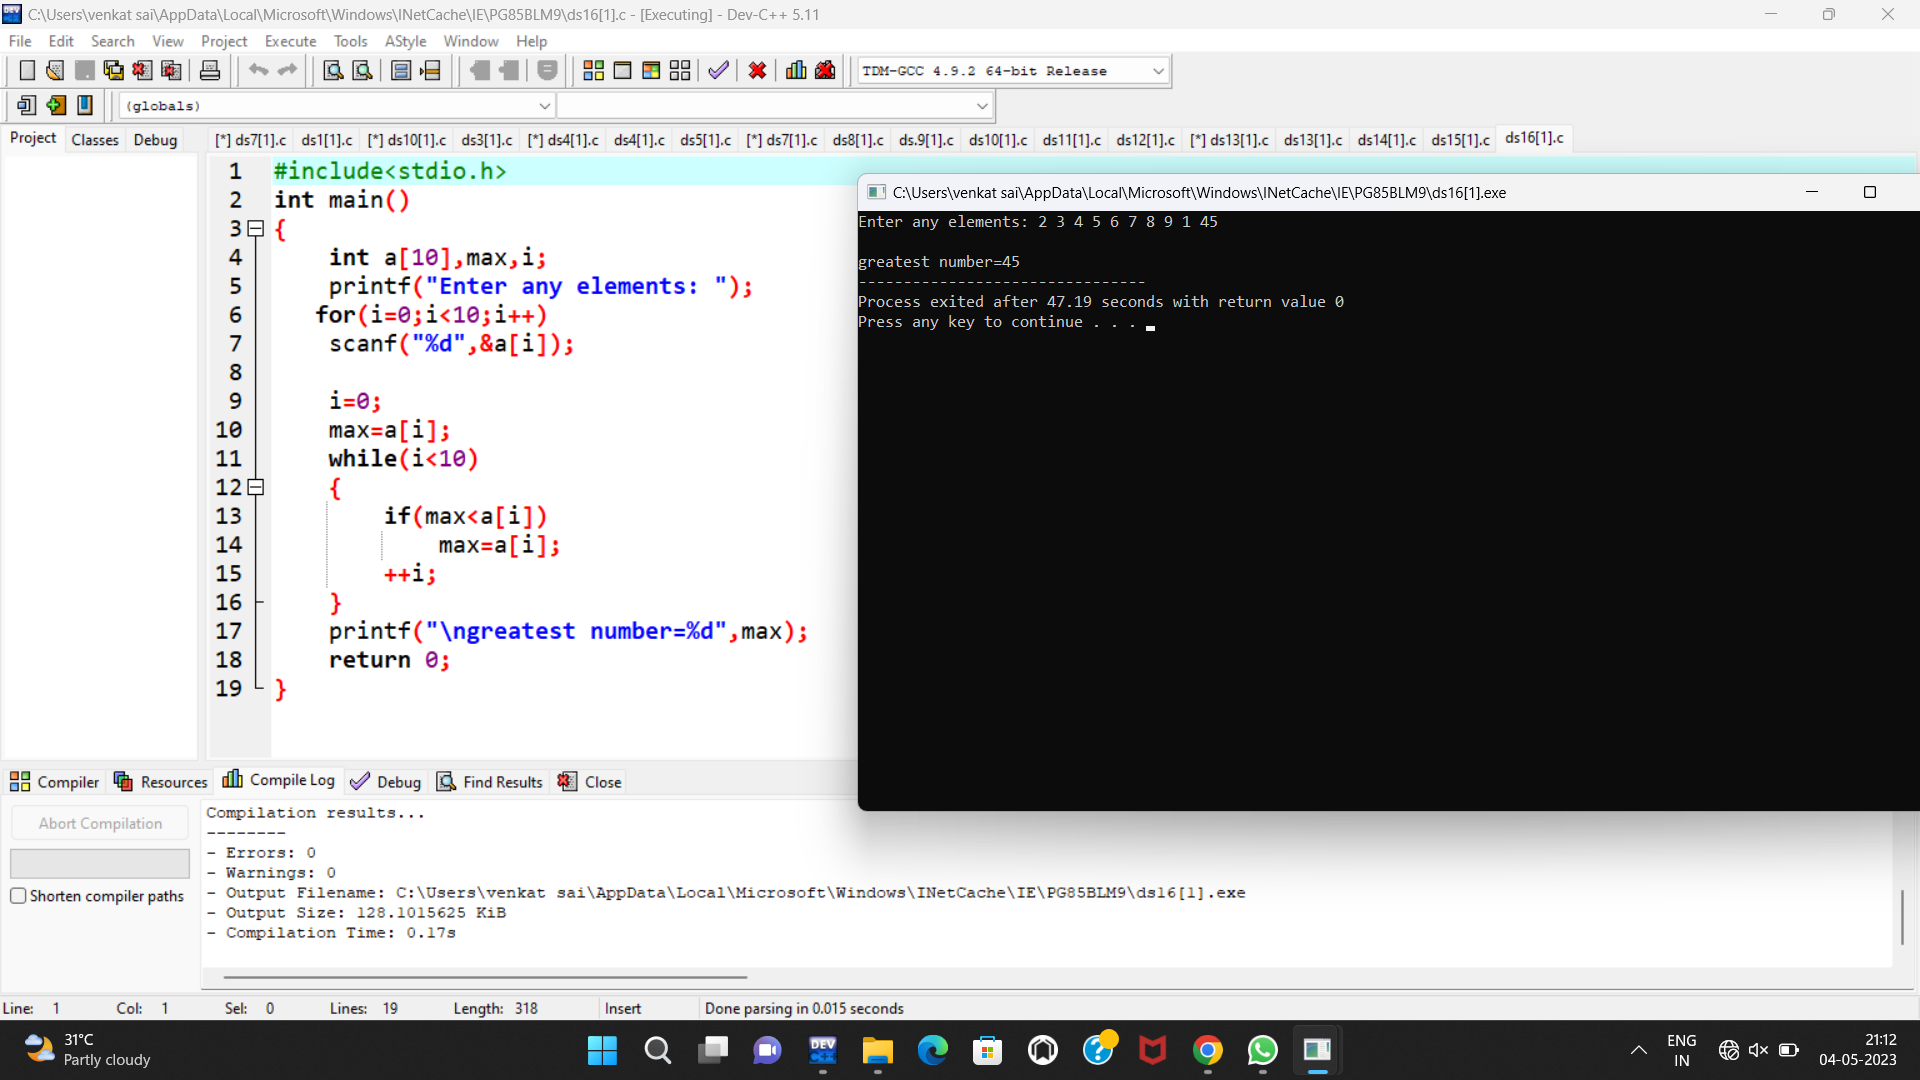 C:\Users\venkat sai\AppData\Local\Microsoft\Windows\INetCache\IE\PG85BLM9\ds16[1].c - [Executing] - Dev-C++ 5.11
File Edit Search View Project Execute Tools AStyle Window Help
TDM-GCC 4.9.2 64-bit Release
(globals)
Project Classes Debug
[*] ds7[1].c ds1[1].c [*] ds10[1].c ds3[1].c [*] ds4[1].c ds4[1].c ds5[1].c [*] ds7[1].c ds8[1].c ds.9[1].c ds10[1].c ds11[1].c ds12[1].c [*] ds13[1].c ds13[1].c ds14[1].c ds15[1].c ds16[1].c
1 #include<stdio.h>
2 int main()
3 {
4 int a[10],max,i;
5 printf("Enter any elements: ");
6 for(i=0;i<10;i++)
7 scanf("%d",&a[i]);
8
9 i=0;
10 max=a[i];
11 while(i<10)
12 {
13 if(max<a[i])
14 max=a[i];
15 ++i;
16 }
17 printf("\ngreatest number=%d",max);
18 return 0;
19 }
C:\Users\venkat sai\AppData\Local\Microsoft\Windows\INetCache\IE\PG85BLM9\ds16[1].exe
Enter any elements: 2 3 4 5 6 7 8 9 1 45
greatest number=45
--------------------------------
Process exited after 47.19 seconds with return value 0
Press any key to continue . . .
Compiler Resources Compile Log Debug Find Results Close
Abort Compilation
Shorten compiler paths
Compilation results...
--------
- Errors: 0
- Warnings: 0
- Output Filename: C:\Users\venkat sai\AppData\Local\Microsoft\Windows\INetCache\IE\PG85BLM9\ds16[1].exe
- Output Size: 128.1015625 KiB
- Compilation Time: 0.17s
Line: 1 Col: 1 Sel: 0 Lines: 19 Length: 318 Insert Done parsing in 0.015 seconds
31°C
Partly cloudy
DEV
C++
ENG
IN
21:12
04-05-2023